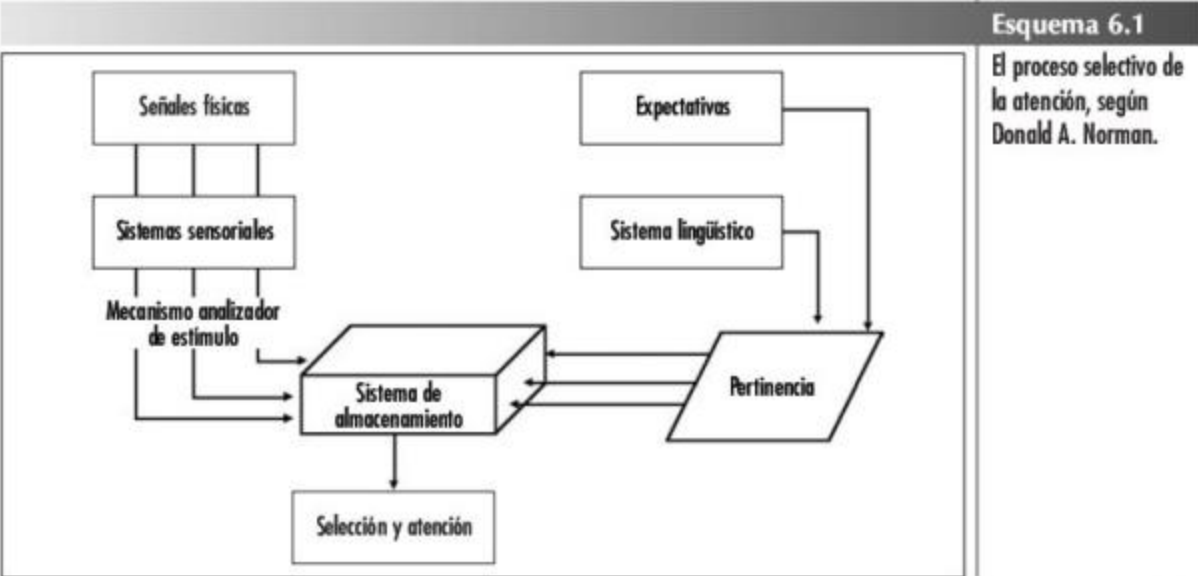 Esquema 6.1
El proceso selectivo de
la atención, según
Donald A. Norman.
Señales físicas
Expectativas
Sistemas sensoriales
Sistema lingüístico
Mecanismo analizador
de estímulo
Sistema de
almacenamiento
Pertinencia
Selección y atención